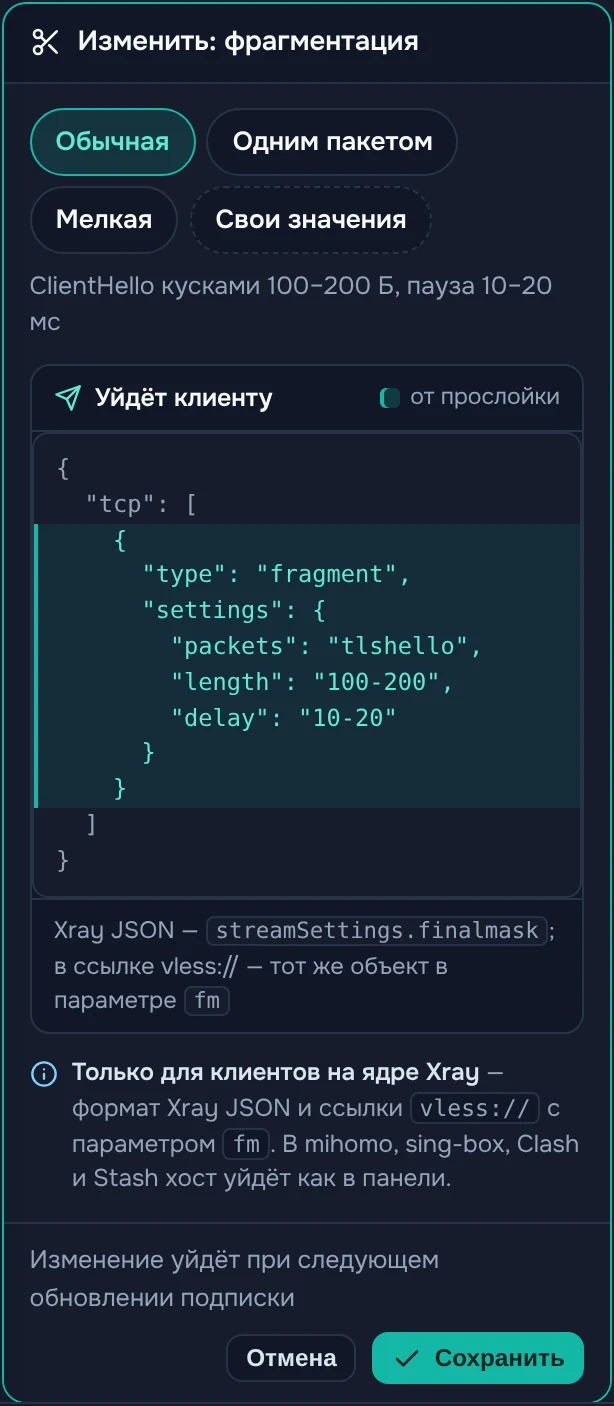 Изменить: фрагментация
Обычная
Одним пакетом
Мелкая
Свои значения
ClientHello кусками 100–200 Б, пауза 10–20
мс
Уйдёт клиенту
от прослойки
{
  "tcp": [
    {
      "type": "fragment",
      "settings": {
        "packets": "tlshello",
        "length": "100-200",
        "delay": "10-20"
      }
    }
  ]
}
Xray JSON — streamSettings.finalmask;
в ссылке vless:// — тот же объект в
параметре fm
Только для клиентов на ядре Xray —
формат Xray JSON и ссылки vless:// с
параметром fm. В mihomo, sing-box, Clash
и Stash хост уйдёт как в панели.
Изменение уйдёт при следующем
обновлении подписки
Отмена
Сохранить